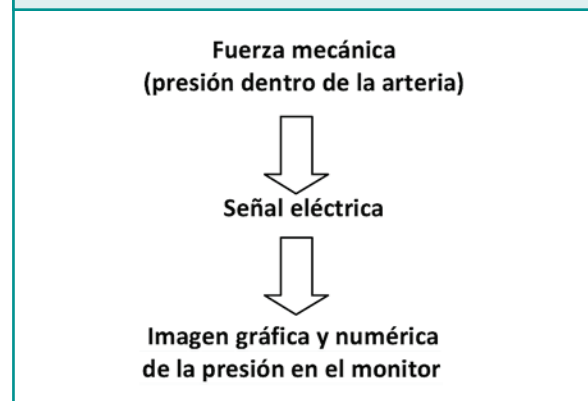 Fuerza mecánica
(presión dentro de la arteria)
Señal eléctrica
Imagen gráfica y numérica
de la presión en el monitor